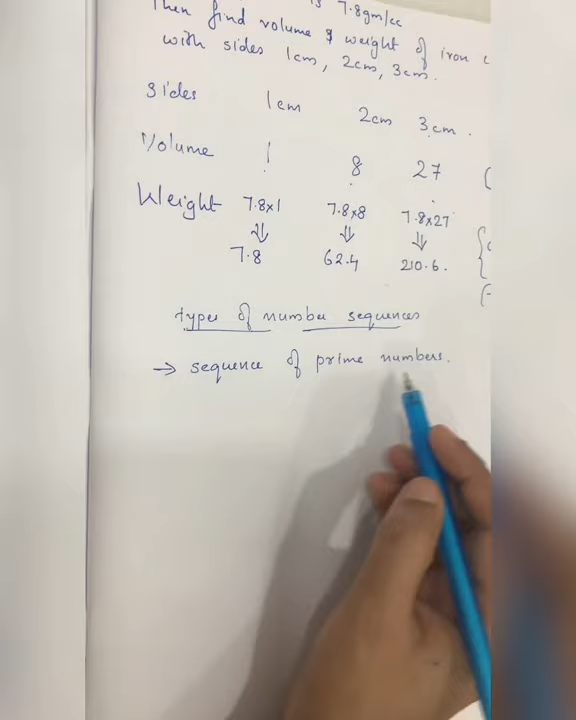 is 7.8gm/cc
Then find volume & weight of iron
with sides 1cm, 2cm, 3cm.
Sides 1cm 2cm 3cm.
Volume 1 8 27
Weight 7.8×1 7.8×8 7.8×27
⇓ ⇓ ⇓
7.8 62.4 210.6.
types of number sequences
→ sequence of prime numbers.